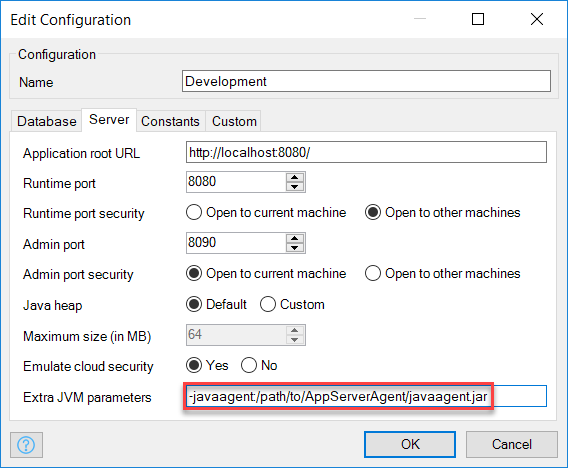 Edit Configuration
Configuration
Name Development
Database Server Constants Custom
Application root URL http://localhost:8080/
Runtime port 8080
Runtime port security Open to current machine Open to other machines
Admin port 8090
Admin port security Open to current machine Open to other machines
Java heap Default Custom
Maximum size (in MB) 64
Emulate cloud security Yes No
Extra JVM parameters -javaagent:/path/to/AppServerAgent/javaagent.jar
? OK Cancel